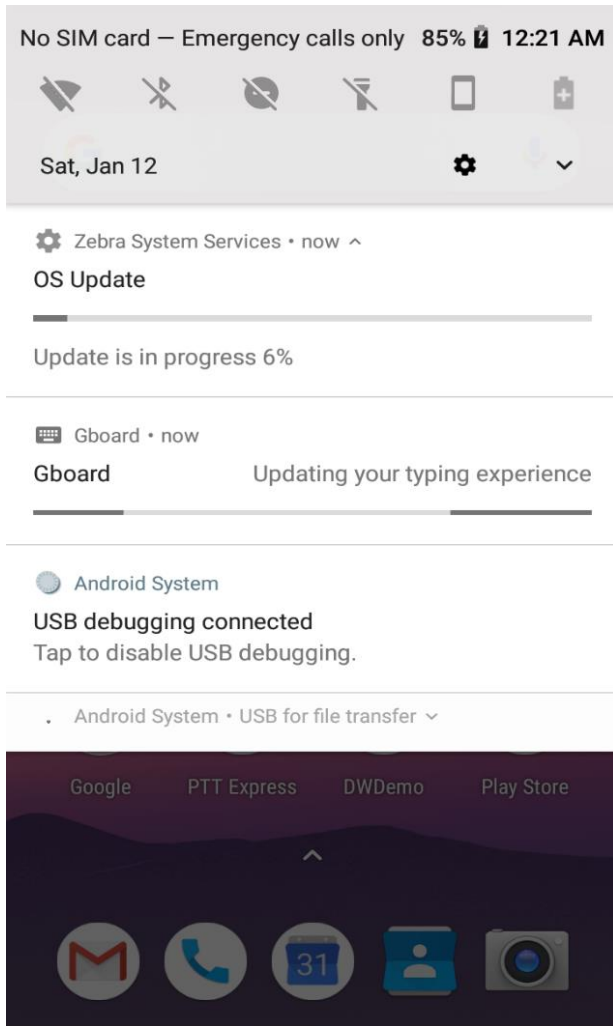 No SIM card — Emergency calls only 85% 12:21 AM
Sat, Jan 12
Zebra System Services • now
OS Update
Update is in progress 6%
Gboard • now
Gboard Updating your typing experience
Android System
USB debugging connected
Tap to disable USB debugging.
Android System • USB for file transfer
Google PTT Express DWDemo Play Store
31